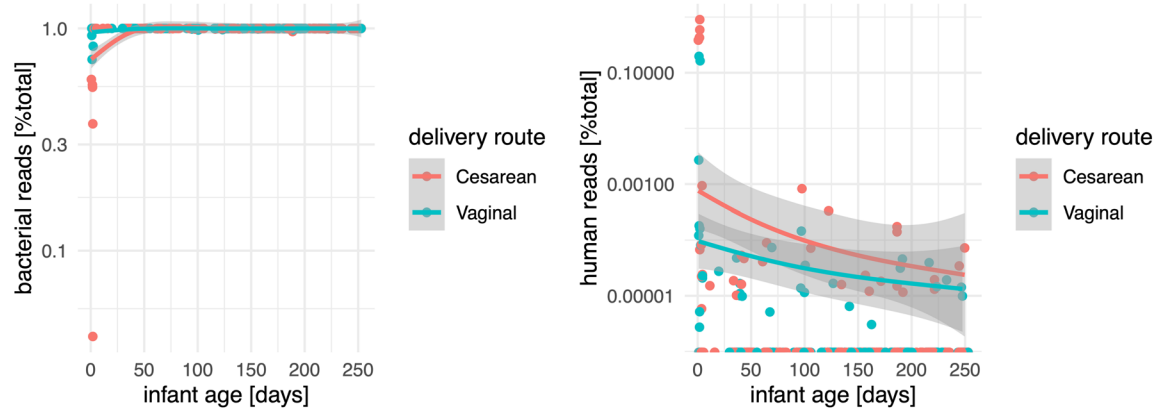 bacterial reads [%total]
1.0
0.3
0.1
0 50 100 150 200 250
infant age [days]
delivery route
Cesarean
Vaginal
human reads [%total]
0.10000
0.00100
0.00001
0 50 100 150 200 250
infant age [days]
delivery route
Cesarean
Vaginal